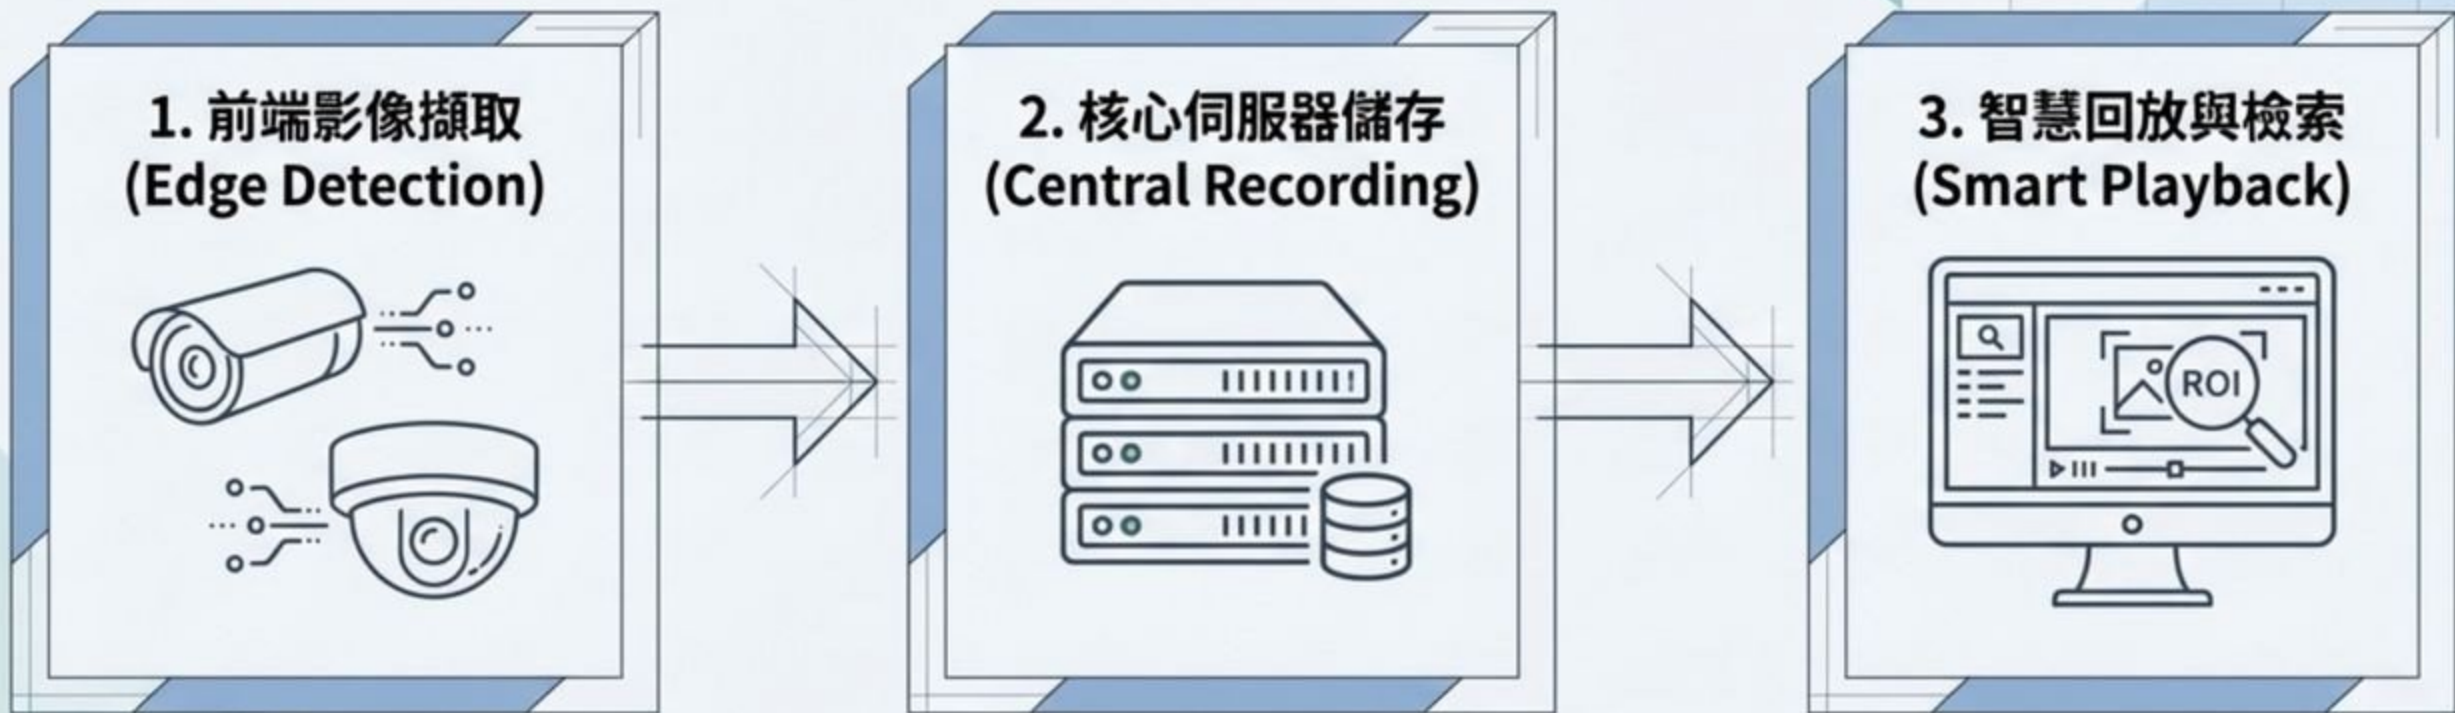 1. 前端影像擷取
(Edge Detection)
2. 核心伺服器儲存
(Central Recording)
3. 智慧回放與檢索
(Smart Playback)
ROI